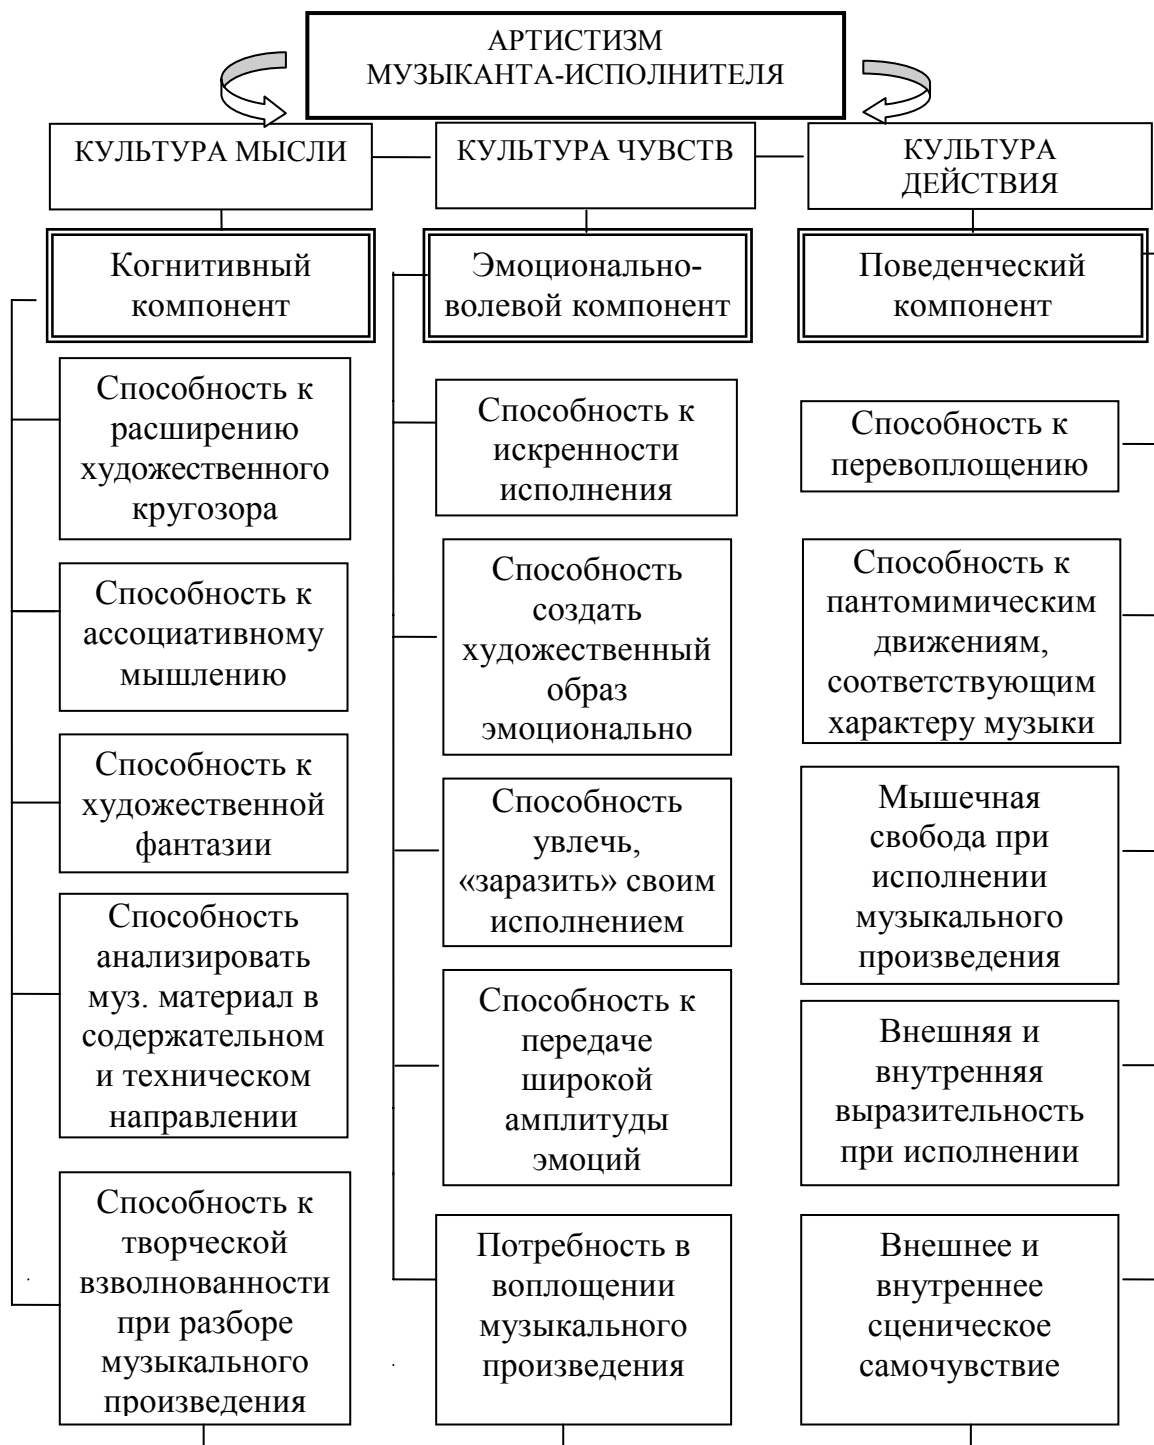 АРТИСТИЗМ
МУЗЫКАНТА-ИСПОЛНИТЕЛЯ
КУЛЬТУРА МЫСЛИ
КУЛЬТУРА ЧУВСТВ
КУЛЬТУРА
ДЕЙСТВИЯ
Когнитивный
компонент
Эмоционально-
волевой компонент
Поведенческий
компонент
Способность к
расширению
художественного
кругозора
Способность к
искренности
исполнения
Способность к
перевоплощению
Способность к
ассоциативному
мышлению
Способность
создать
художественный
образ
эмоционально
Способность к
пантомимическим
движениям,
соответствующим
характеру музыки
Способность к
художественной
фантазии
Способность
увлечь,
«заразить» своим
исполнением
Мышечная
свобода при
исполнении
музыкального
произведения
Способность
анализировать
муз. материал в
содержательном
и техническом
направлении
Способность к
передаче
широкой
амплитуды
эмоций
Внешняя и
внутренняя
выразительность
при исполнении
Способность к
творческой
взволнованности
при разборе
музыкального
произведения
Потребность в
воплощении
музыкального
произведения
Внешнее и
внутреннее
сценическое
самочувствие